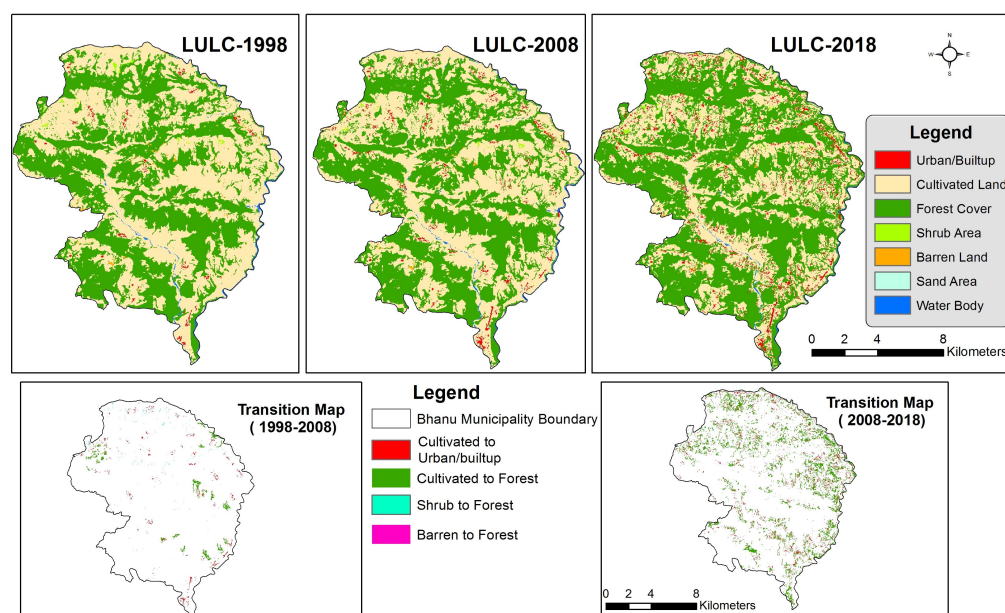 LULC-1998
LULC-2008
LULC-2018
N
W E
S
Legend
Urban/Builtup
Cultivated Land
Forest Cover
Shrub Area
Barren Land
Sand Area
Water Body
0 2 4 8
Kilometers
Transition Map
( 1998-2008)
Legend
Bhanu Municipality Boundary
Cultivated to
Urban/builtup
Cultivated to Forest
Shrub to Forest
Barren to Forest
Transition Map
( 2008-2018)
0 2 4 8
Kilometers